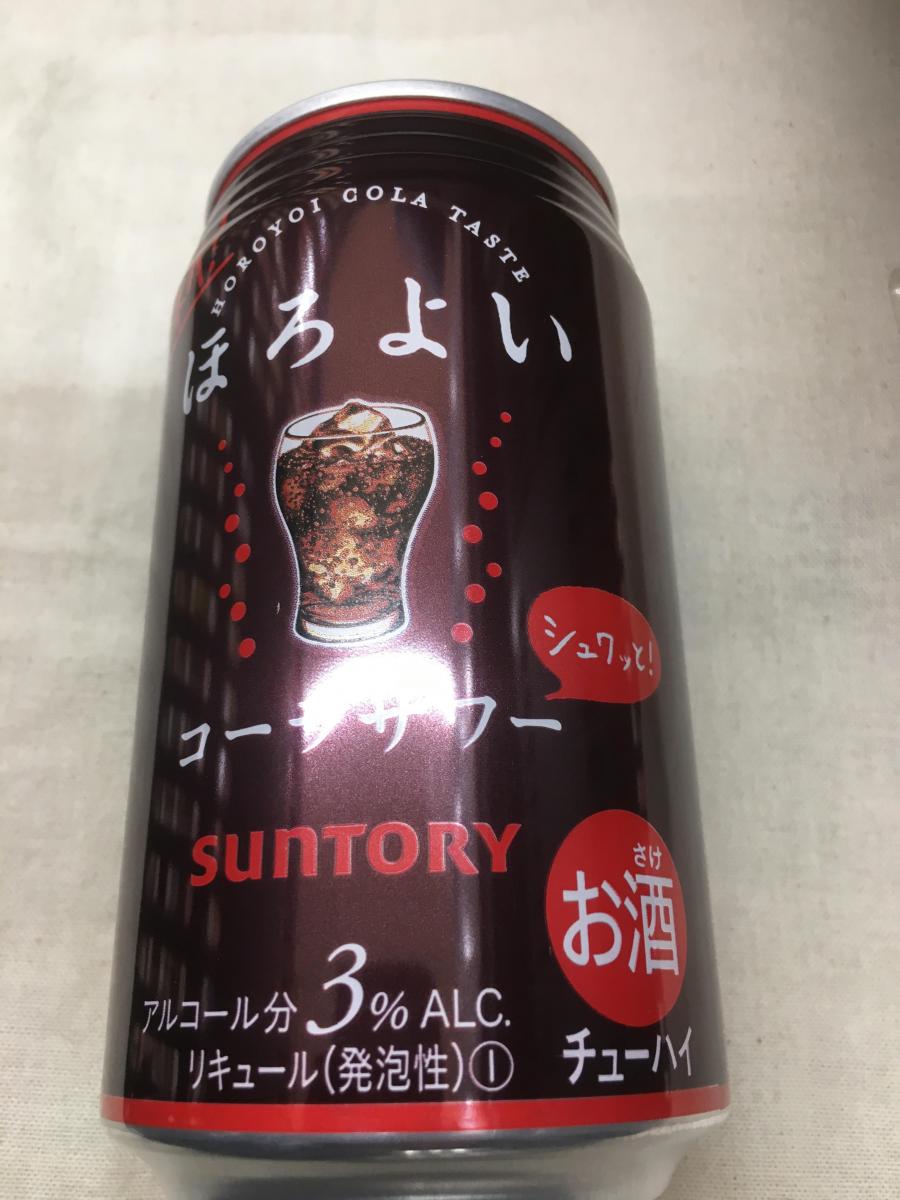 HOROYOI COLA TASTE
ほろよい
シュワッと!
コーラサワー
SUNTORY
さけ
お酒
アルコール分 3% ALC.
リキュール(発泡性)①
チューハイ